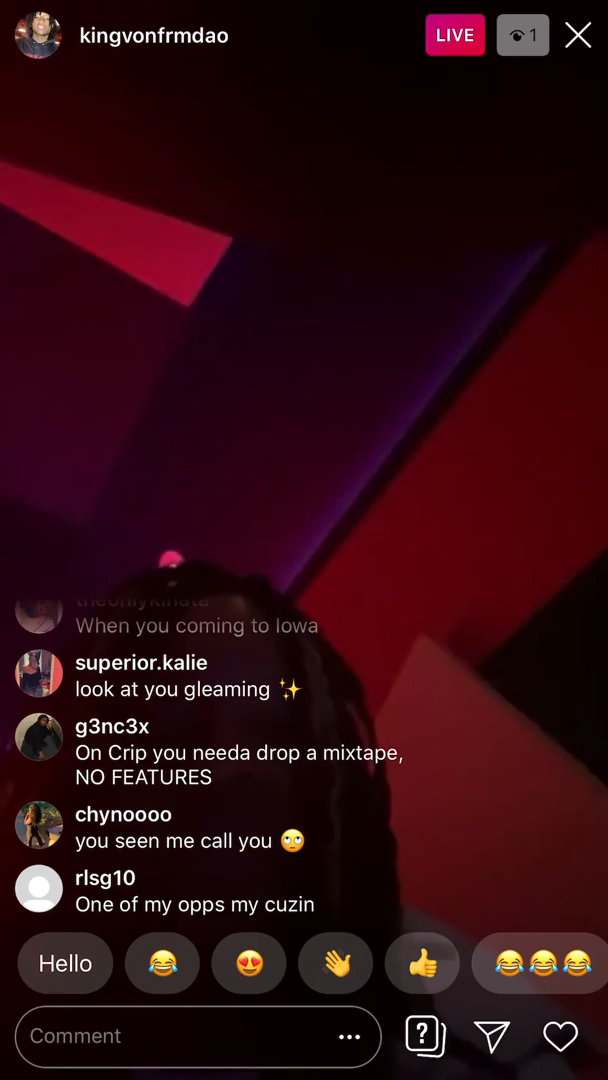 kingvonfrmdao
LIVE
1
theonlykinata
When you coming to Iowa
superior.kalie
look at you gleaming ✨
g3nc3x
On Crip you needa drop a mixtape,
NO FEATURES
chynoooo
you seen me call you 🙄
rlsg10
One of my opps my cuzin
Hello 😂 😍 👋 👍 😂😂😂
Comment